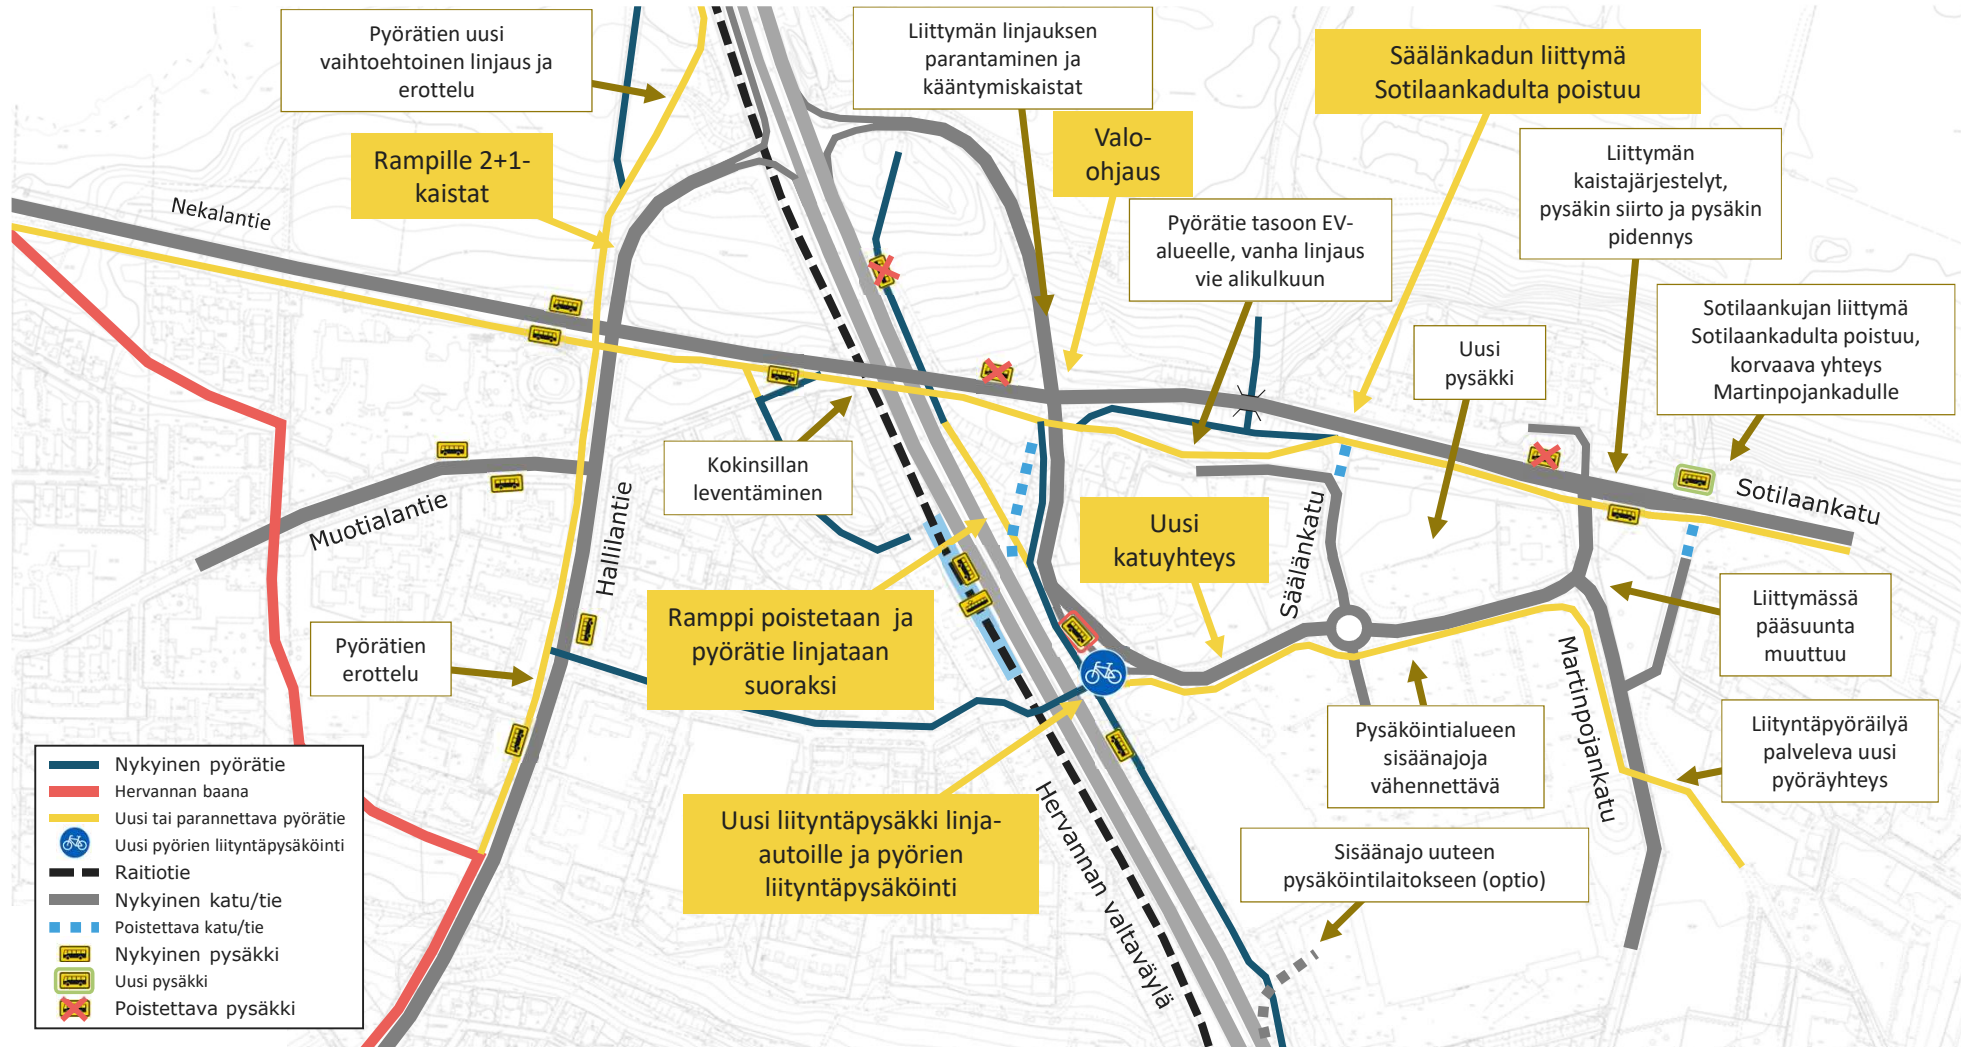 Pyörätien uusi
vaihtoehtoinen linjaus ja
erottelu
Liittymän linjauksen
parantaminen ja
kääntymiskaistat
Säälänkadun liittymä
Sotilaankadulta poistuu
Rampille 2+1-
kaistat
Valo-
ohjaus
Liittymän
kaistajärjestelyt,
pysäkin siirto ja pysäkin
pidennys
Pyörätie tasoon EV-
alueelle, vanha linjaus
vie alikulkuun
Sotilaankujan liittymä
Sotilaankadulta poistuu,
korvaava yhteys
Martinpojankadulle
Nekalantie
Uusi
pysäkki
Kokinsillan
leventäminen
Muotialantie
Hallilantie
Sotilaankatu
Uusi
katuyhteys
Säälänkatu
Ramppi poistetaan ja
pyörätie linjataan
suoraksi
Pyörätien
erottelu
Liittymässä
pääsuunta
muuttuu
Martinpojankatu
Pysäköintialueen
sisäänajoja
vähennettävä
Liityntäpyöräilyä
palveleva uusi
pyöräyhteys
Uusi liityntäpysäkki linja-
autoille ja pyörien
liityntäpysäköinti
Hervannan valtaväylä
Sisäänajo uuteen
pysäköintilaitokseen (optio)
Nykyinen pyörätie
Hervannan baana
Uusi tai parannettava pyörätie
Uusi pyörien liityntäpysäköinti
Raitiotie
Nykyinen katu/tie
Poistettava katu/tie
Nykyinen pysäkki
Uusi pysäkki
Poistettava pysäkki